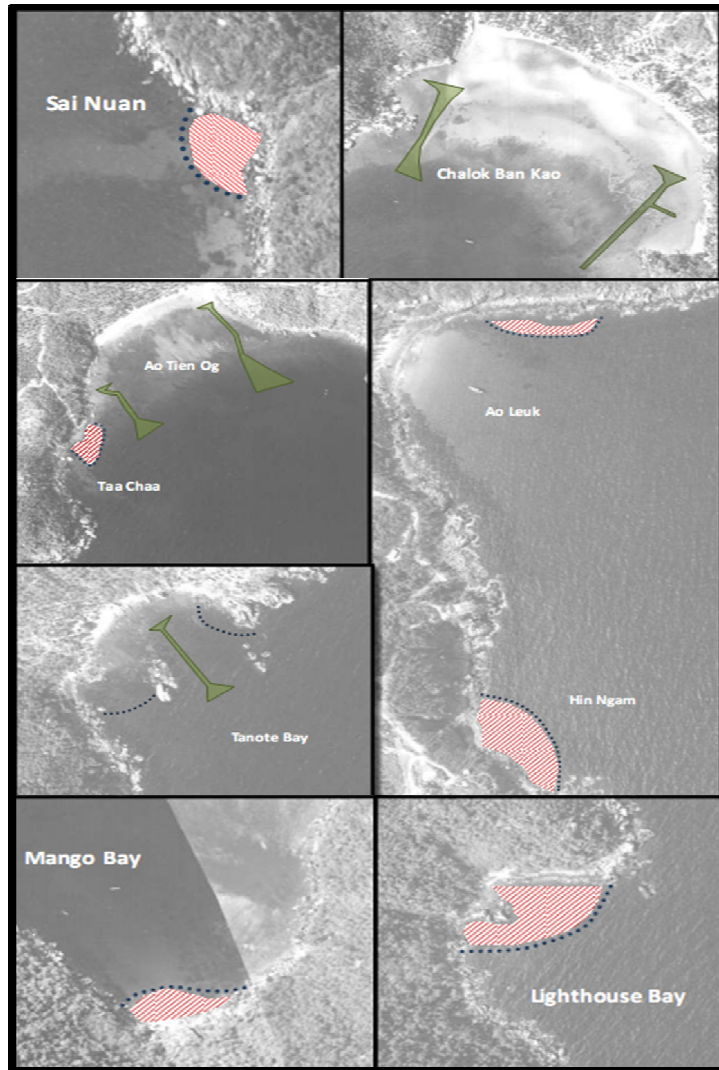 Sai Nuan
Chalok Ban Kao
Ao Tien Og
Taa Chaa
Ao Leuk
Hin Ngam
Tanote Bay
Mango Bay
Lighthouse Bay